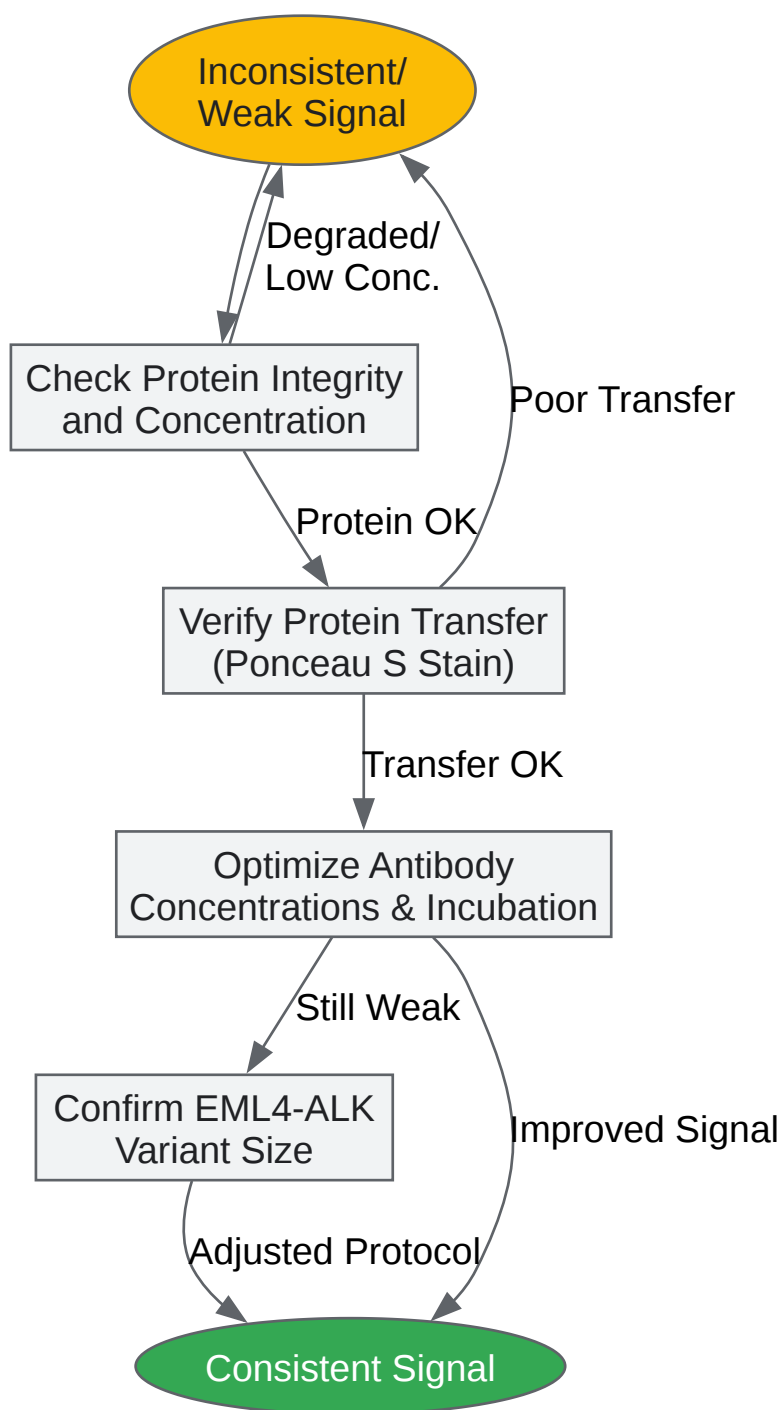 Inconsistent/
Weak Signal
Degraded/
Low Conc.
Check Protein Integrity
and Concentration
Poor Transfer
Protein OK
Verify Protein Transfer
(Ponceau S Stain)
Transfer OK
Optimize Antibody
Concentrations & Incubation
Still Weak
Confirm EML4-ALK
Variant Size
Improved Signal
Adjusted Protocol
Consistent Signal